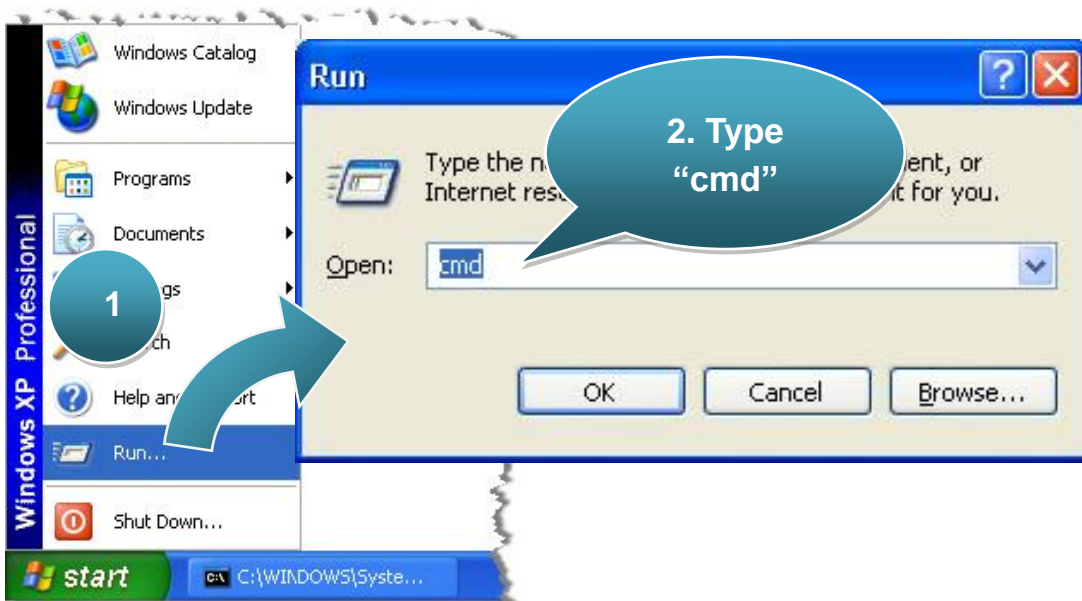 Windows Catalog
Windows Update
Programs
Documents
gs
ch
Help an rt
Run...
Shut Down...
Windows XP Professional
1
start
C:\WINDOWS\Syste...
Run
2. Type
“cmd”
Type the n ent, or
Internet res it for you.
Open:
cmd
OK
Cancel
Browse...